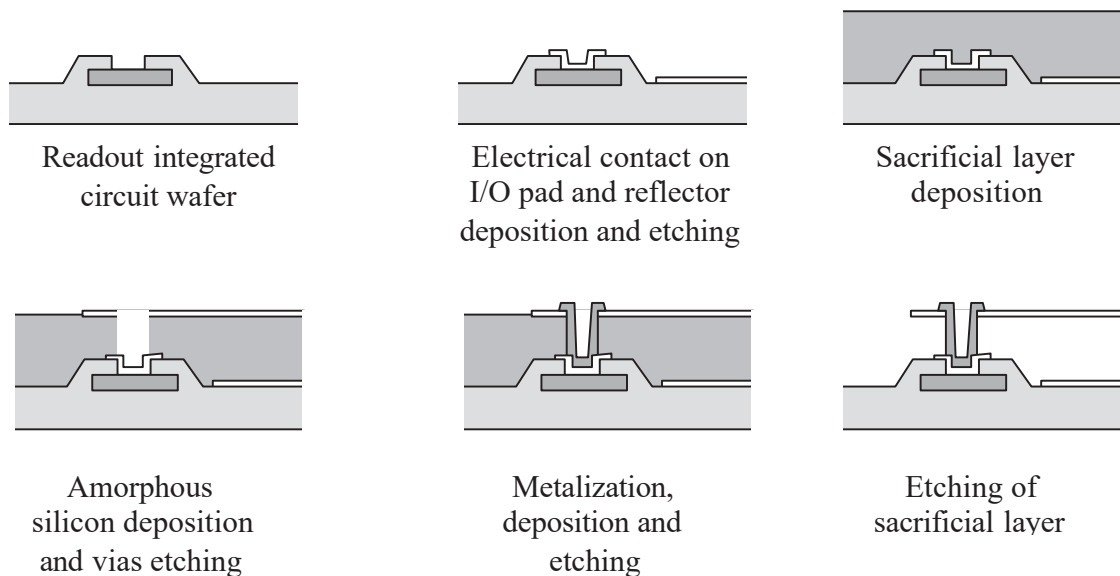 Readout integrated
circuit wafer
Electrical contact on
I/O pad and reflector
deposition and etching
Sacrificial layer
deposition
Amorphous
silicon deposition
and vias etching
Metalization,
deposition and
etching
Etching of
sacrificial layer